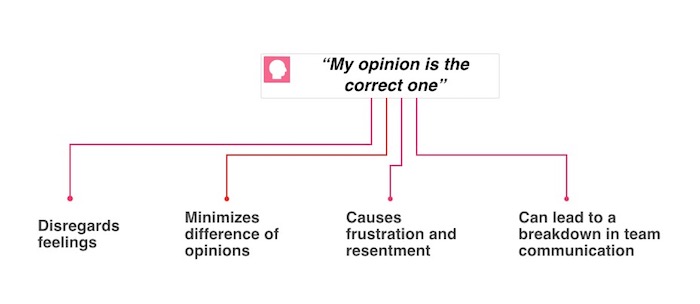 “My opinion is the
correct one”
Disregards
feelings
Minimizes
difference of
opinions
Causes
frustration and
resentment
Can lead to a
breakdown in team
communication